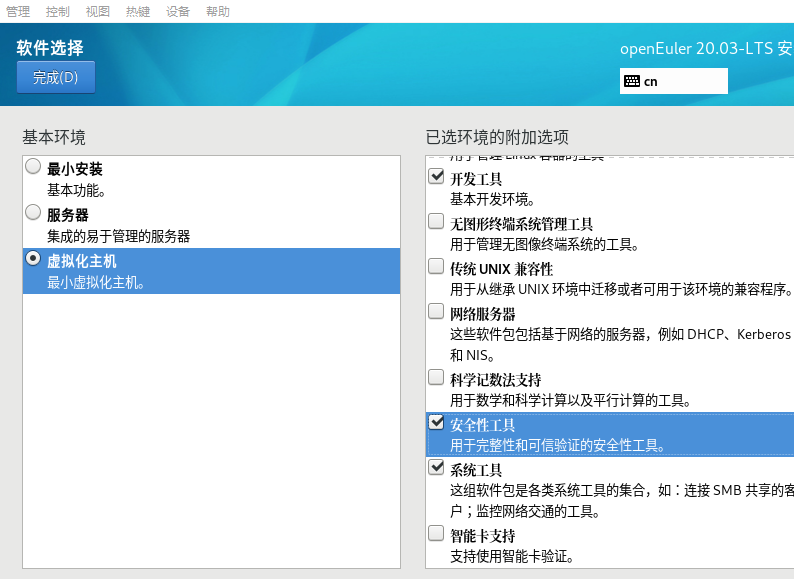 管理 控制 视图 热键 设备 帮助
软件选择
完成(D)
openEuler 20.03-LTS 安
cn
基本环境
最小安装
基本功能。
服务器
集成的易于管理的服务器
虚拟化主机
最小虚拟化主机。
已选环境的附加选项
用于管理 Linux 容器的工具
开发工具
基本开发环境。
无图形终端系统管理工具
用于管理无图像终端系统的工具。
传统 UNIX 兼容性
用于从继承 UNIX 环境中迁移或者可用于该环境的兼容程序。
网络服务器
这些软件包包括基于网络的服务器，例如 DHCP、Kerberos
和 NIS。
科学记数法支持
用于数学和科学计算以及平行计算的工具。
安全性工具
用于完整性和可信验证的安全性工具。
系统工具
这组软件包是各类系统工具的集合，如：连接 SMB 共享的客
户；监控网络交通的工具。
智能卡支持
支持使用智能卡验证。